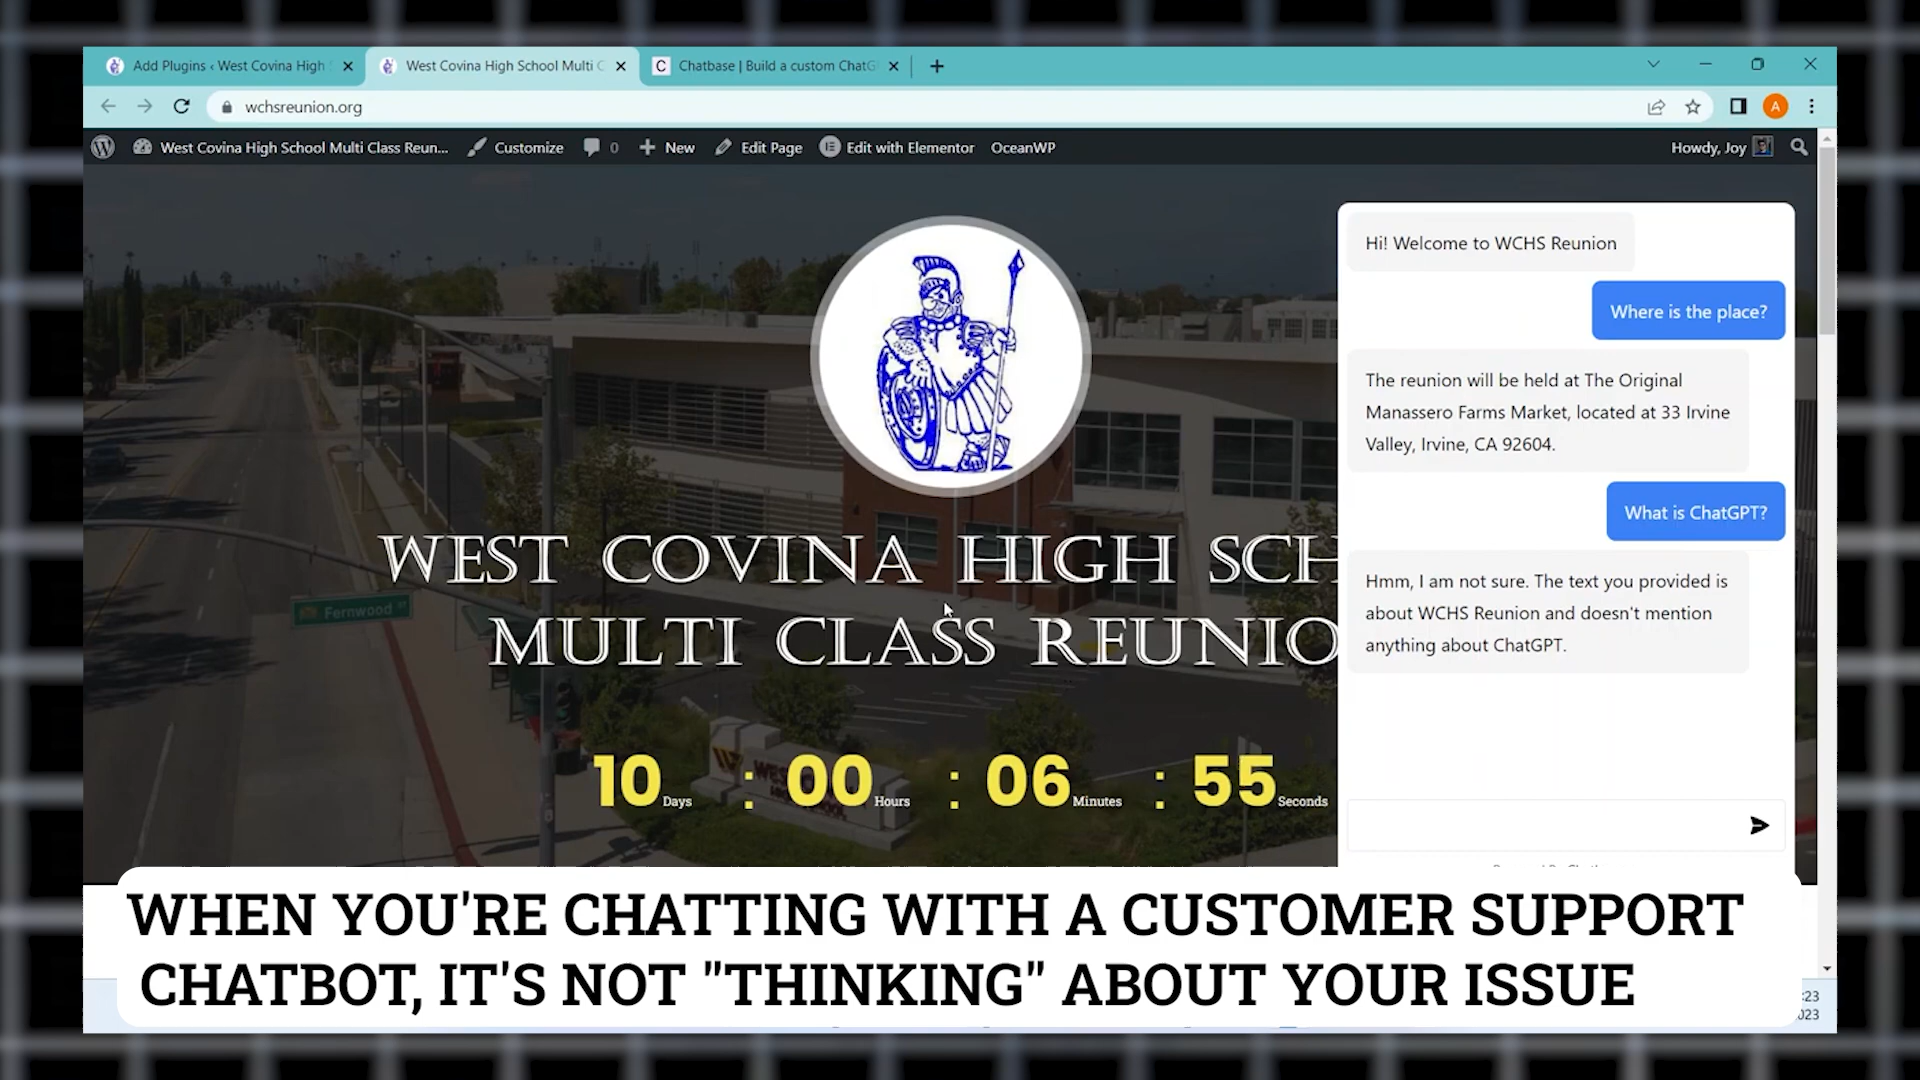 Add Plugins ‹ West Covina High
West Covina High School Multi C
Chatbase | Build a custom ChatG
wchsreunion.org
A
West Covina High School Multi Class Reun...
Customize
0
New
Edit Page
Edit with Elementor
OceanWP
Howdy, Joy
Hi! Welcome to WCHS Reunion
Where is the place?
The reunion will be held at The Original
Manassero Farms Market, located at 33 Irvine
Valley, Irvine, CA 92604.
What is ChatGPT?
Hmm, I am not sure. The text you provided is
about WCHS Reunion and doesn't mention
anything about ChatGPT.
WEST COVINA HIGH SCH
MULTI CLASS REUNIO
Fernwood
10 Days : 00 Hours : 06 Minutes : 55 Seconds
WHEN YOU'RE CHATTING WITH A CUSTOMER SUPPORT
CHATBOT, IT'S NOT "THINKING" ABOUT YOUR ISSUE
:23
023